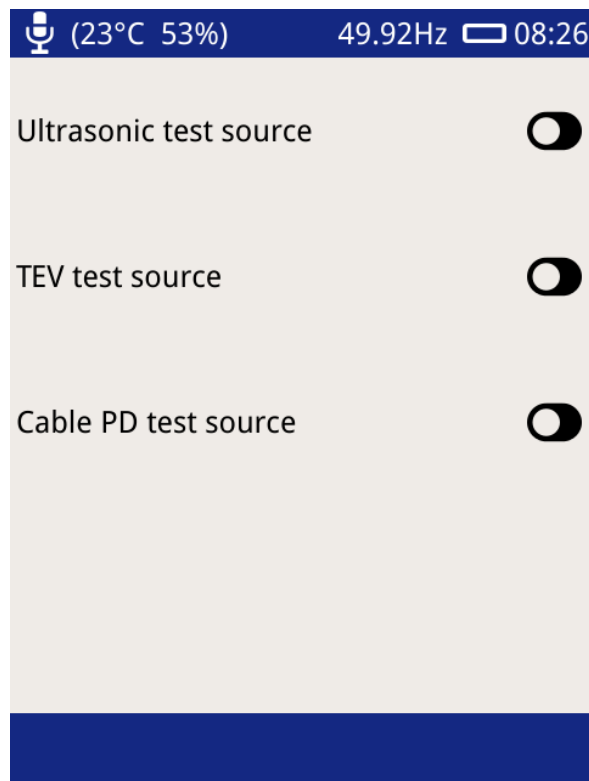 (23°C 53%) 49.92Hz 08:26
Ultrasonic test source
TEV test source
Cable PD test source